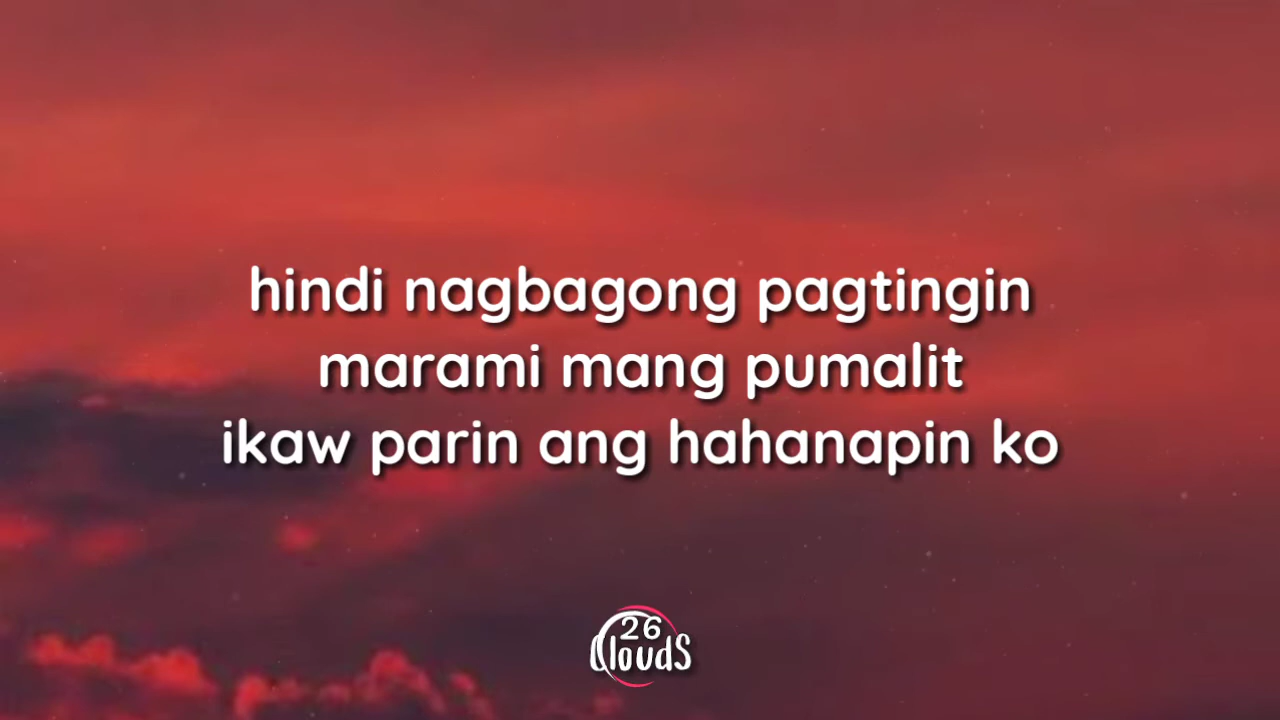 hindi nagbagong pagtingin
marami mang pumalit
ikaw parin ang hahanapin ko
26
Clouds